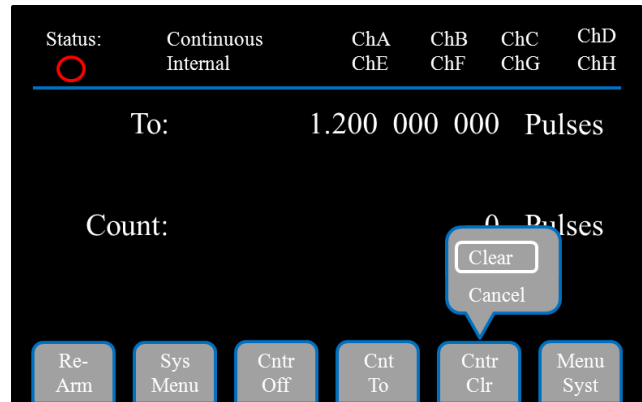 Status: Continuous ChA ChB ChC ChD
Internal ChE ChF ChG ChH
To: 1.200 000 000 Pulses
Count: 0 Pulses
Clear
Cancel
Re- Sys Cntr Cnt Cntr Menu
Arm Menu Off To Clr Syst